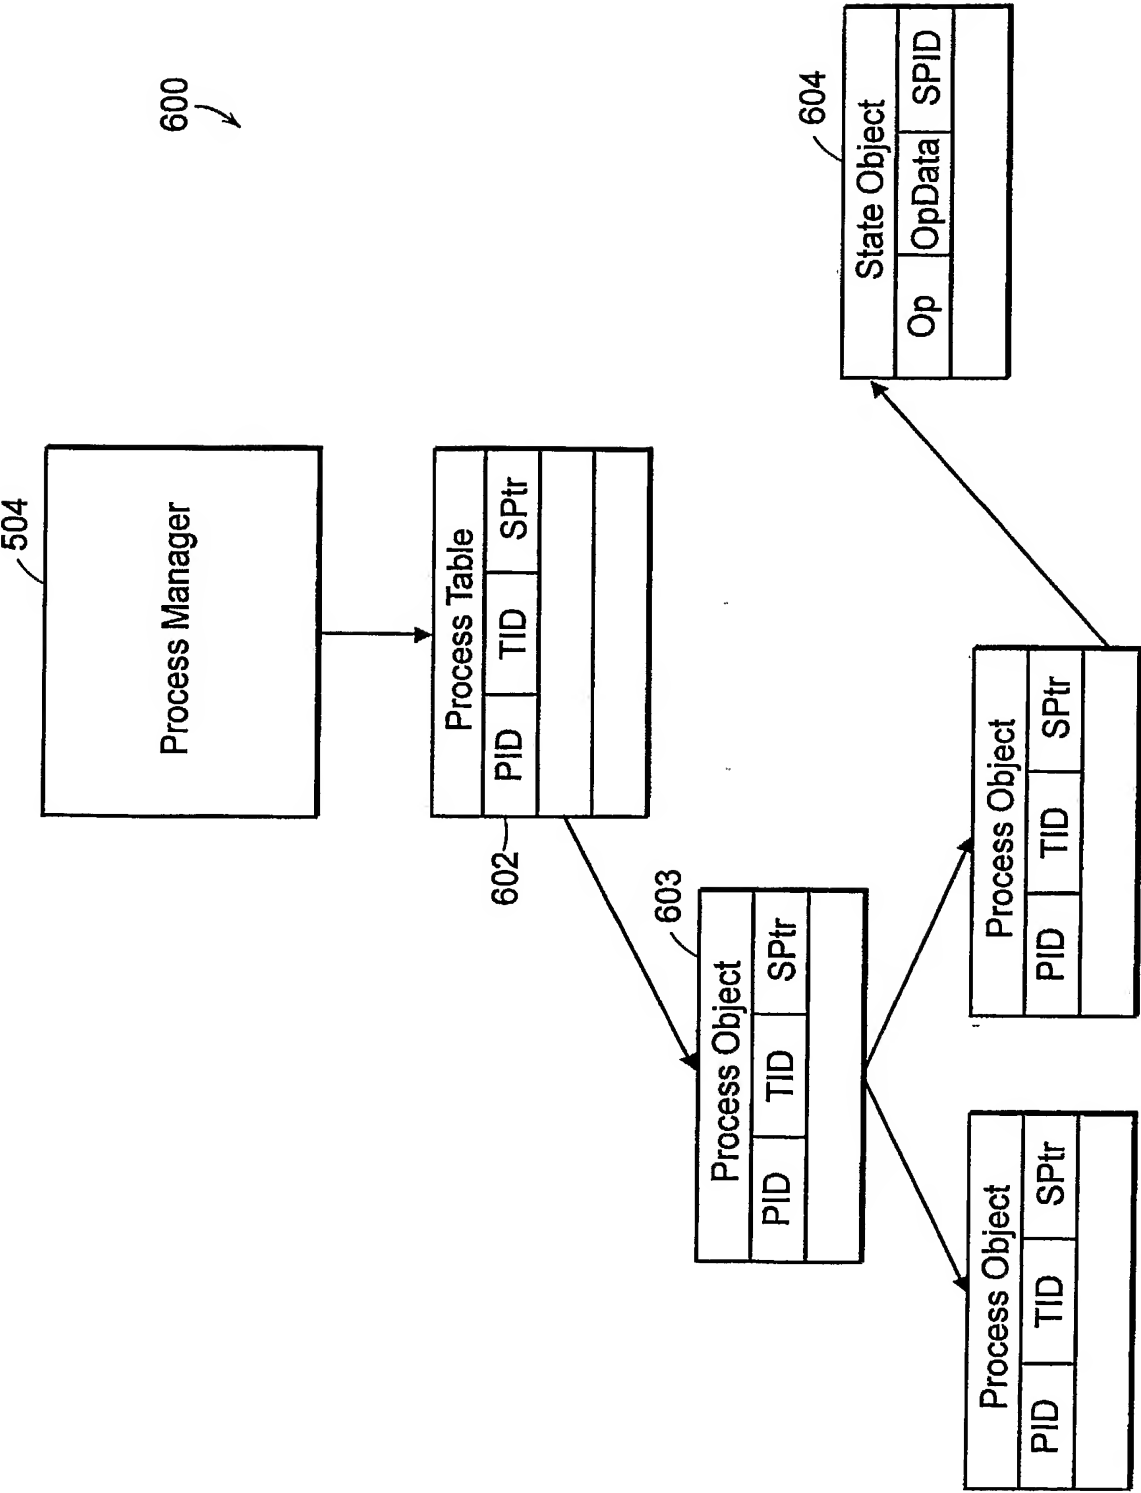 600
504
Process Manager
Process Table
PID TID SPtr
602
603
Process Object
PID TID SPtr
604
State Object
Op OpData SPID
Process Object
PID TID SPtr
Process Object
PID TID SPtr